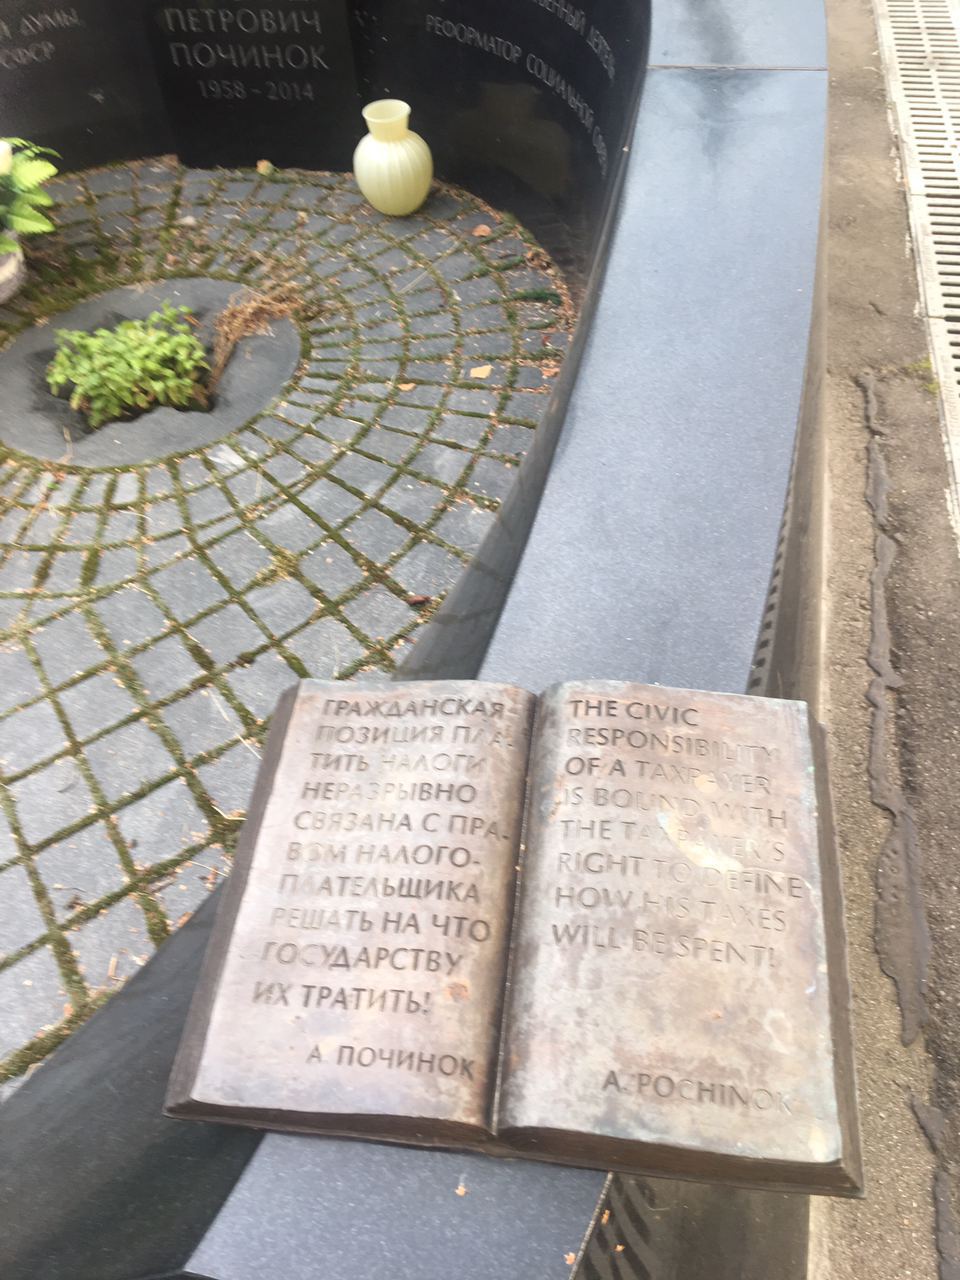 Й ДУМЫ,
СФСР
ПЕТРОВИЧ
ПОЧИНОК
1958 - 2014
РЕФОРМАТОР СОЦИАЛЬНОЙ
ГРАЖДАНСКАЯ
ПОЗИЦИЯ ПЛА-
ТИТЬ НАЛОГИ
НЕРАЗРЫВНО
СВЯЗАНА С ПРА-
ВОМ НАЛОГО-
ПЛАТЕЛЬЩИКА
РЕШАТЬ НА ЧТО
ГОСУДАРСТВУ
ИХ ТРАТИТЬ!
А ПОЧИНОК
THE CIVIC
RESPONSIBILITY
OF A TAXPAYER
IS BOUND WITH
THE TAXPAYER'S
RIGHT TO DEFINE
HOW HIS TAXES
WILL BE SPENT!
A. POCHINOK